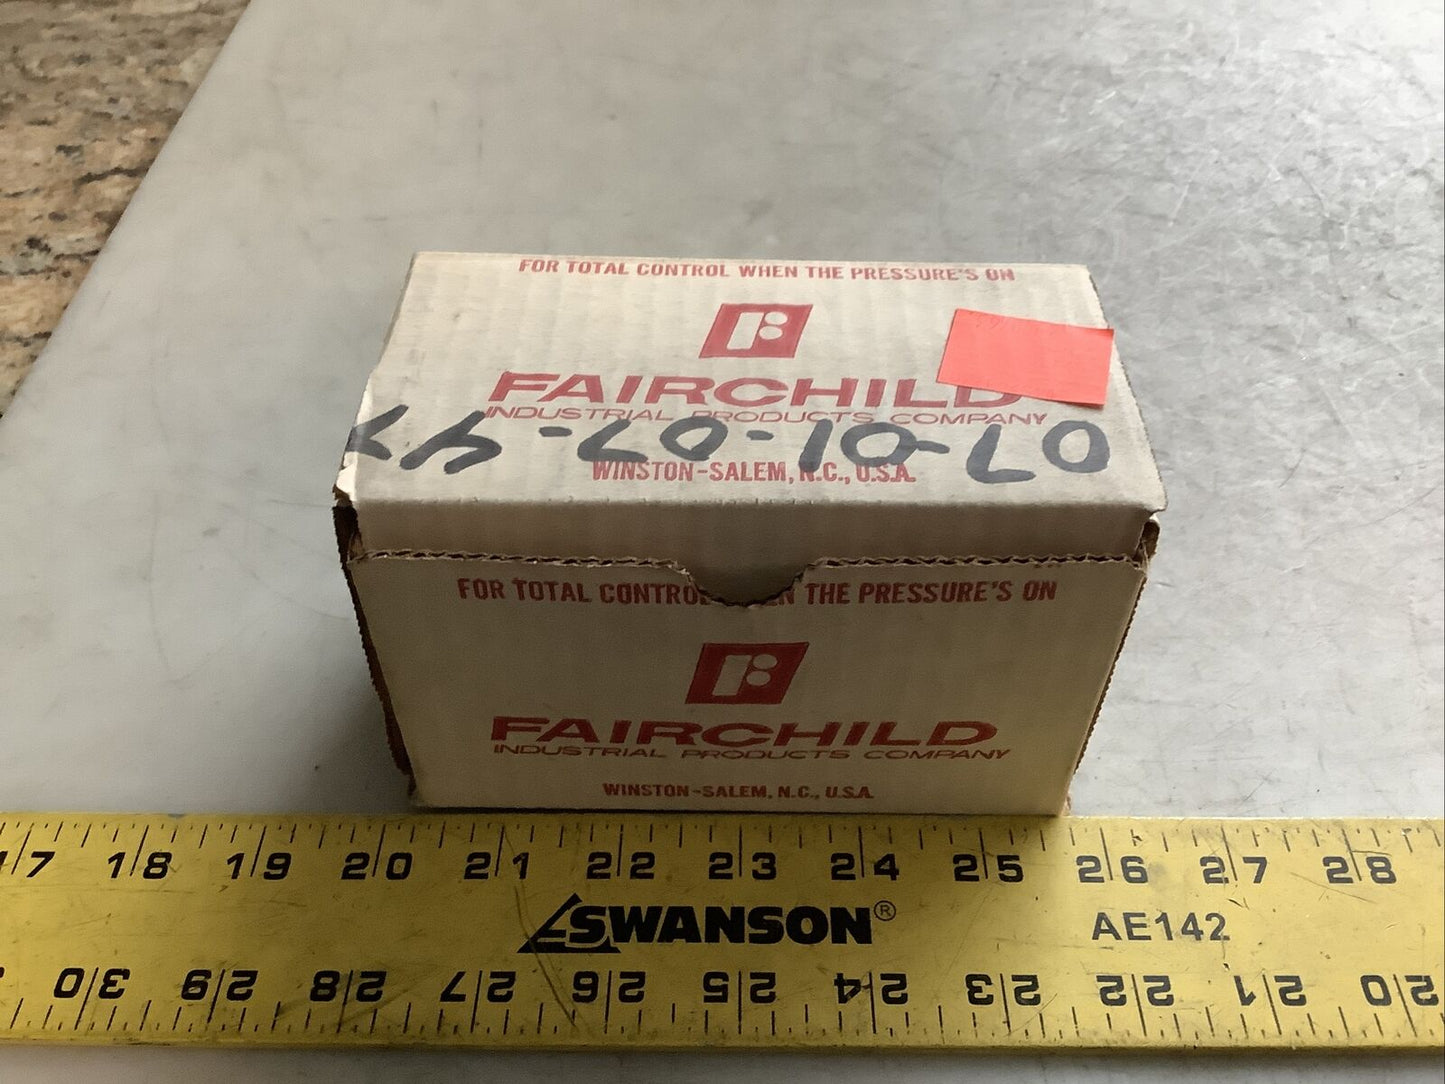 FOR TOTAL CONTROL WHEN THE PRESSURE'S ON
FAIRCHILD
INDUSTRIAL PRODUCTS COMPANY
WINSTON-SALEM, N.C., U.S.A.
FOR TOTAL CONTROL THE PRESSURE'S ON
FAIRCHILD
INDUSTRIAL PRODUCTS COMPANY
WINSTON-SALEM, N.C., U.S.A.
17 18 19 20 21 22 23 24 25 26 27 28
SWANSON® AE142
30 29 28 27 26 25 24 23 22 21 20